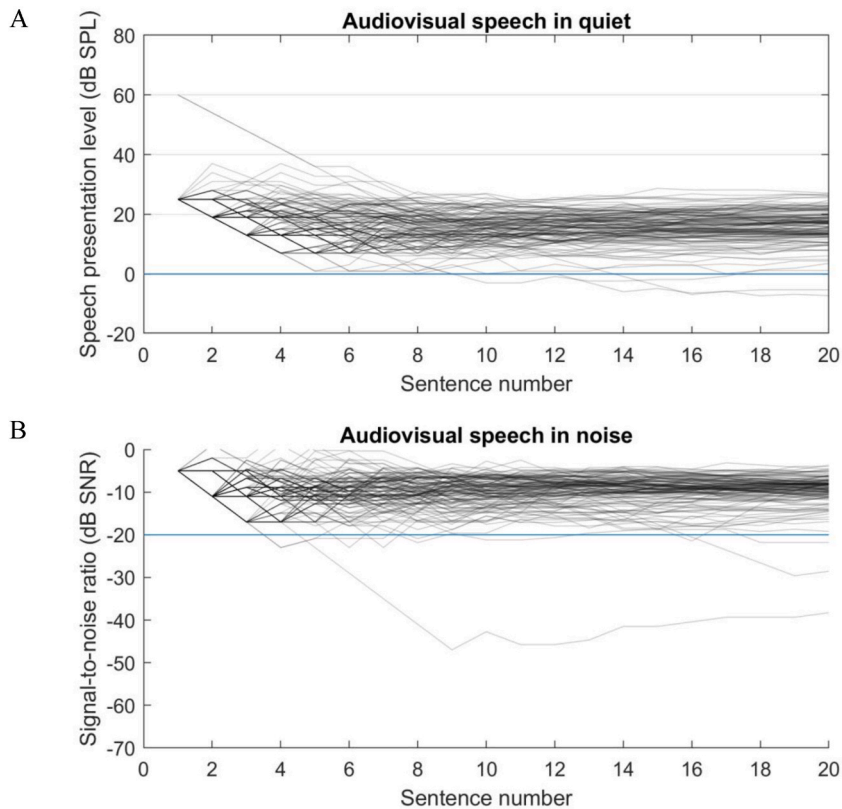 A
Audiovisual speech in quiet
Speech presentation level (dB SPL)
80
60
40
20
0
-20
0 2 4 6 8 10 12 14 16 18 20
Sentence number
B
Audiovisual speech in noise
Signal-to-noise ratio (dB SNR)
0
-10
-20
-30
-40
-50
-60
-70
0 2 4 6 8 10 12 14 16 18 20
Sentence number